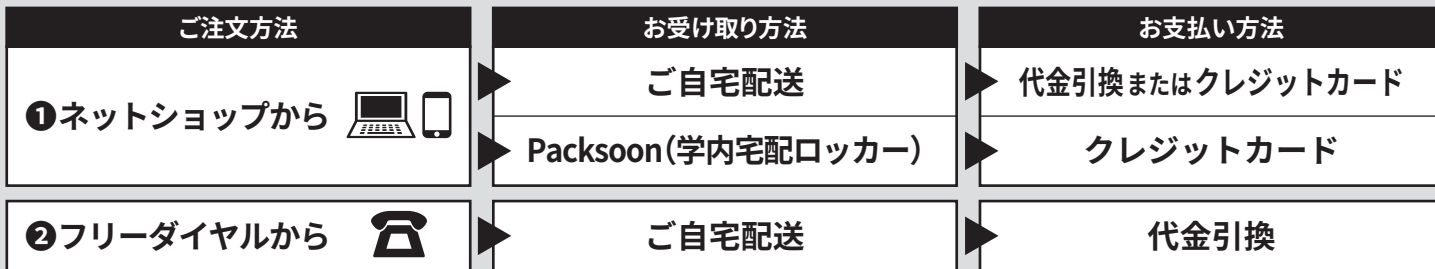 ご注文方法
お受け取り方法
お支払い方法
❶ネットショップから
ご自宅配送
代金引換またはクレジットカード
Packsoon(学内宅配ロッカー)
クレジットカード
❷フリーダイヤルから
ご自宅配送
代金引換